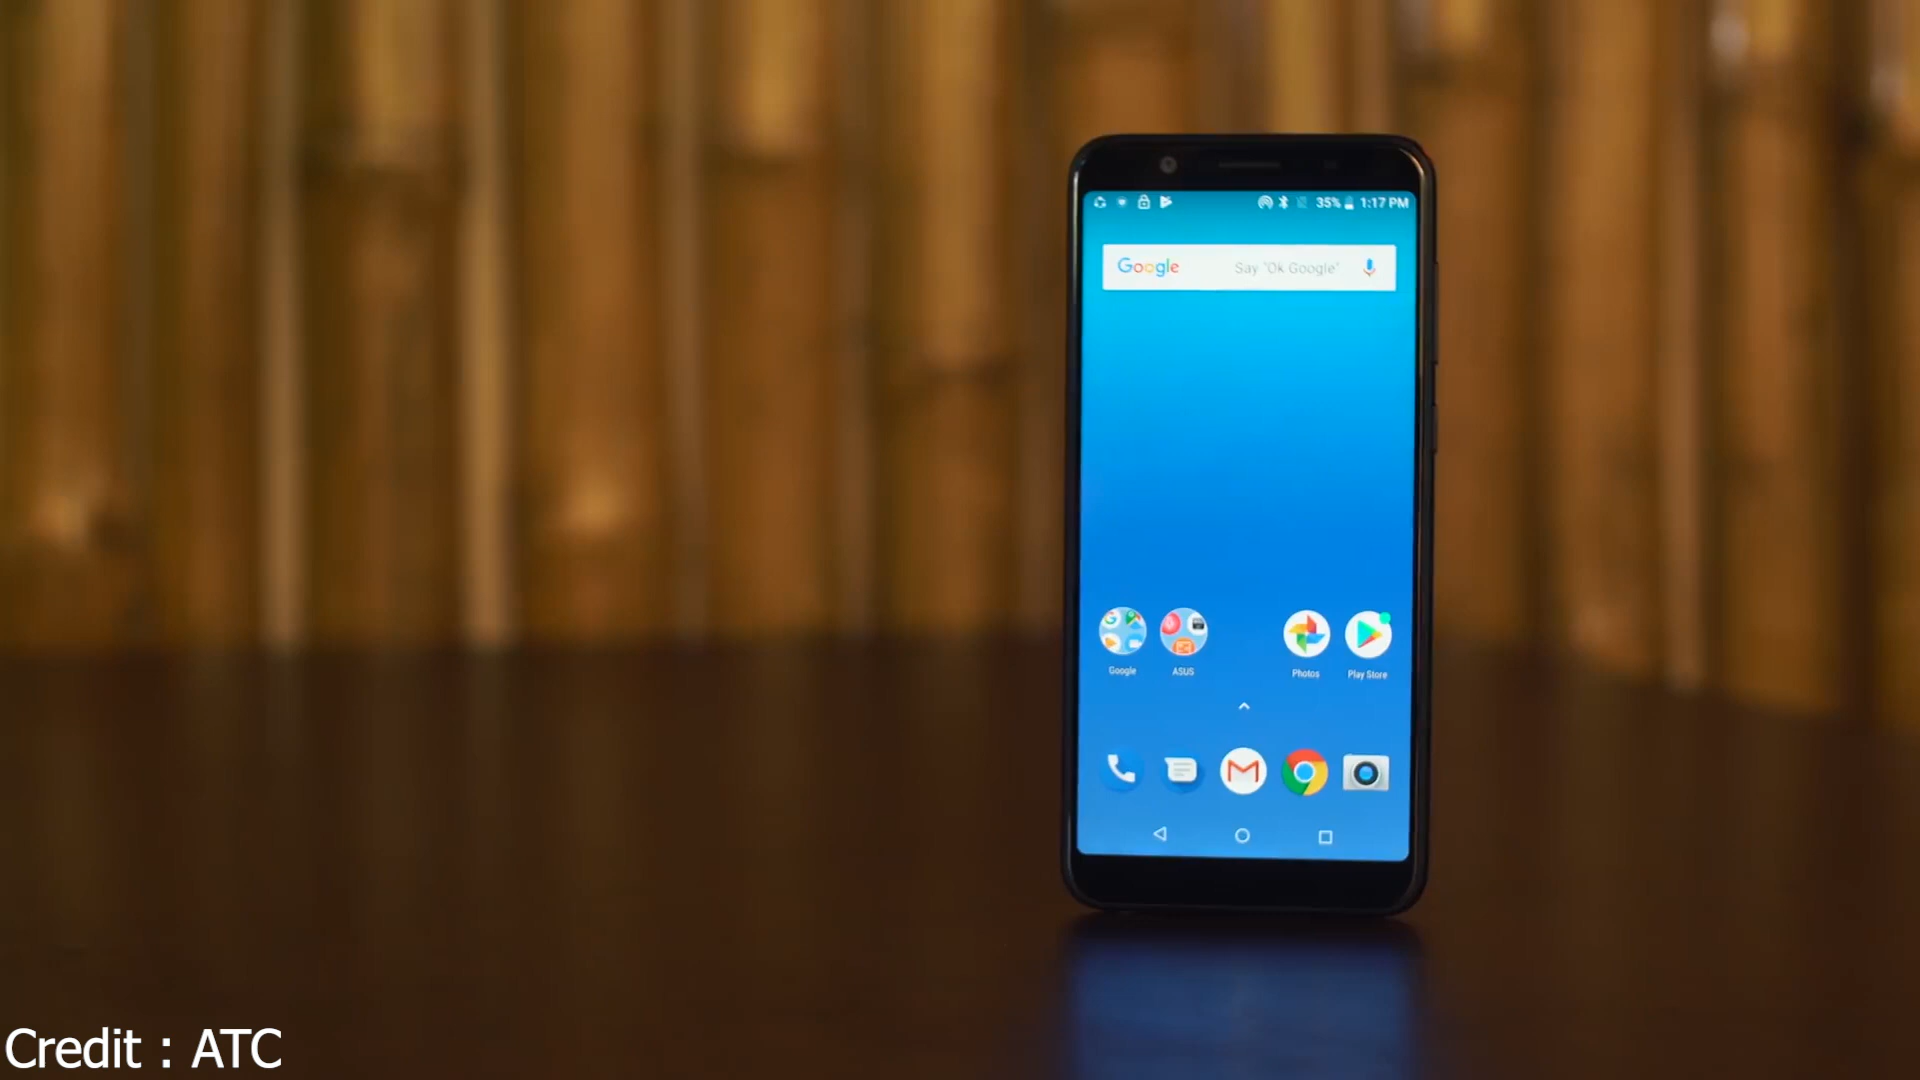 35% 1:17 PM
Google Say "Ok Google"
Google ASUS Photos Play Store
Credit : ATC